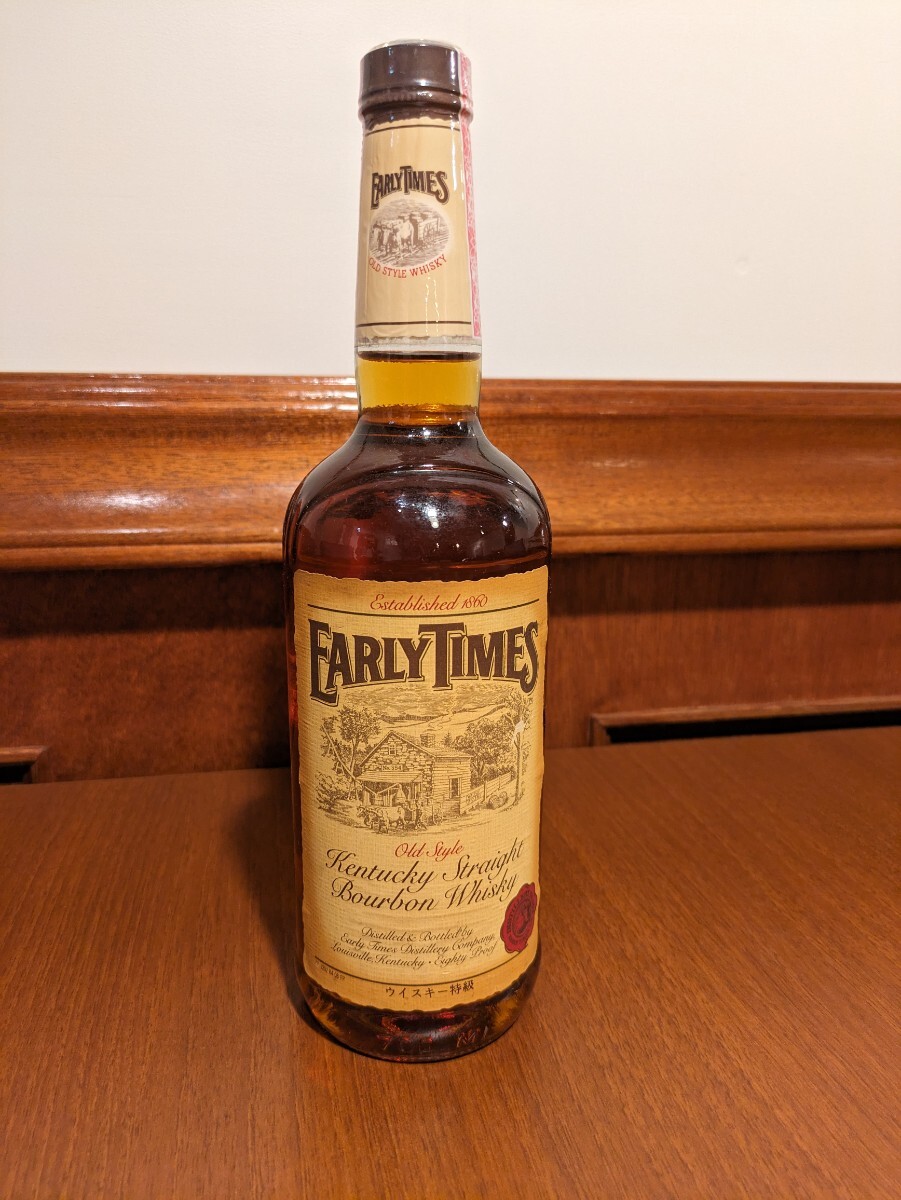 EARLY TIMES
OLD STYLE WHISKY
Established 1860
EARLY TIMES
Old Style
Kentucky Straight
Bourbon Whisky
Distilled & Bottled by
Early Times Distillery Company,
Louisville, Kentucky • Eighty Proof
ウイスキー特級